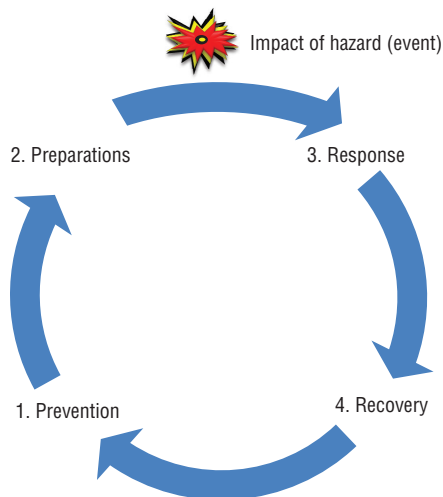 Impact of hazard (event)
2. Preparations
3. Response
1. Prevention
4. Recovery